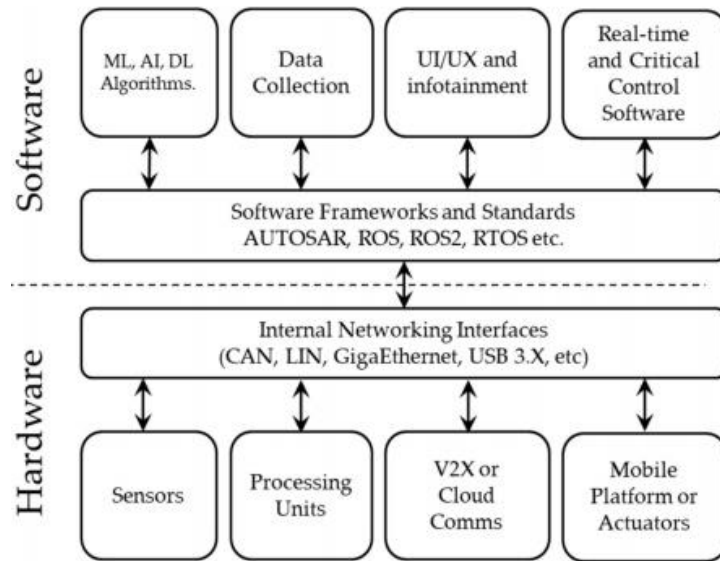 Software
ML, AI, DL
Algorithms.
Data
Collection
UI/UX and
infotainment
Real-time
and Critical
Control
Software
Software Frameworks and Standards
AUTOSAR, ROS, ROS2, RTOS etc.
Hardware
Internal Networking Interfaces
(CAN, LIN, GigaEthernet, USB 3.X, etc)
Sensors
Processing
Units
V2X or
Cloud
Comms
Mobile
Platform or
Actuators